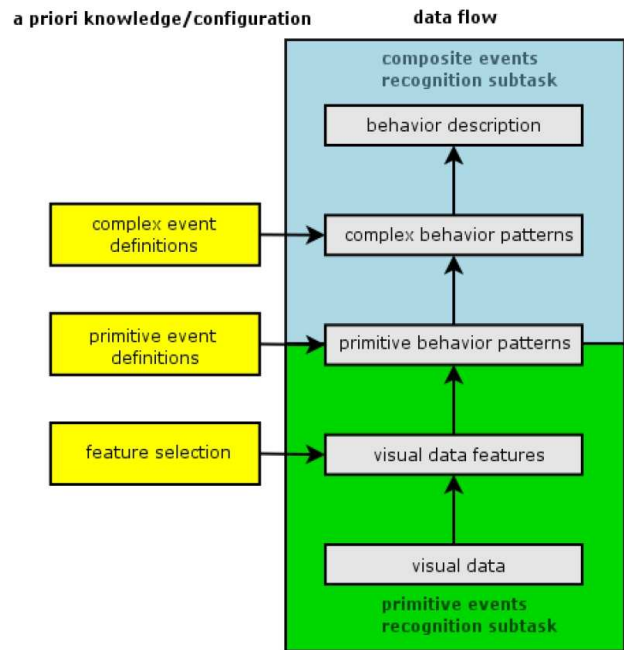 a priori knowledge/configuration
data flow
composite events
recognition subtask
behavior description
complex event
definitions
complex behavior patterns
primitive event
definitions
primitive behavior patterns
feature selection
visual data features
visual data
primitive events
recognition subtask